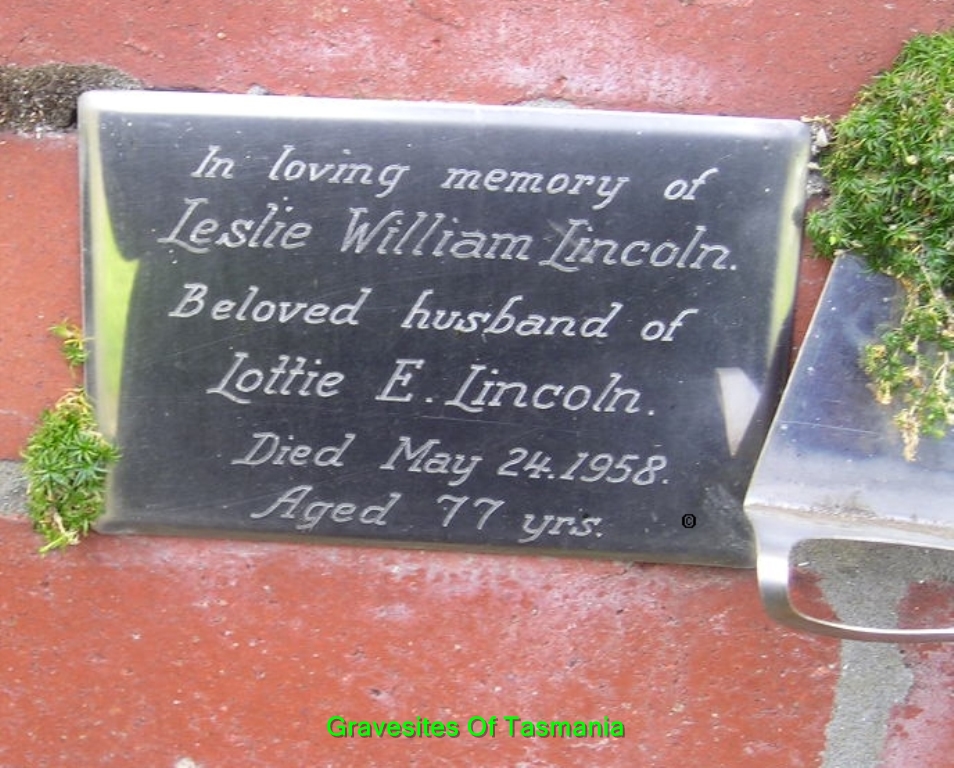 In loving memory of
Leslie William Lincoln.
Beloved husband of
Lottie E. Lincoln.
Died May 24.1958.
Aged 77 yrs.
©
Gravesites Of Tasmania